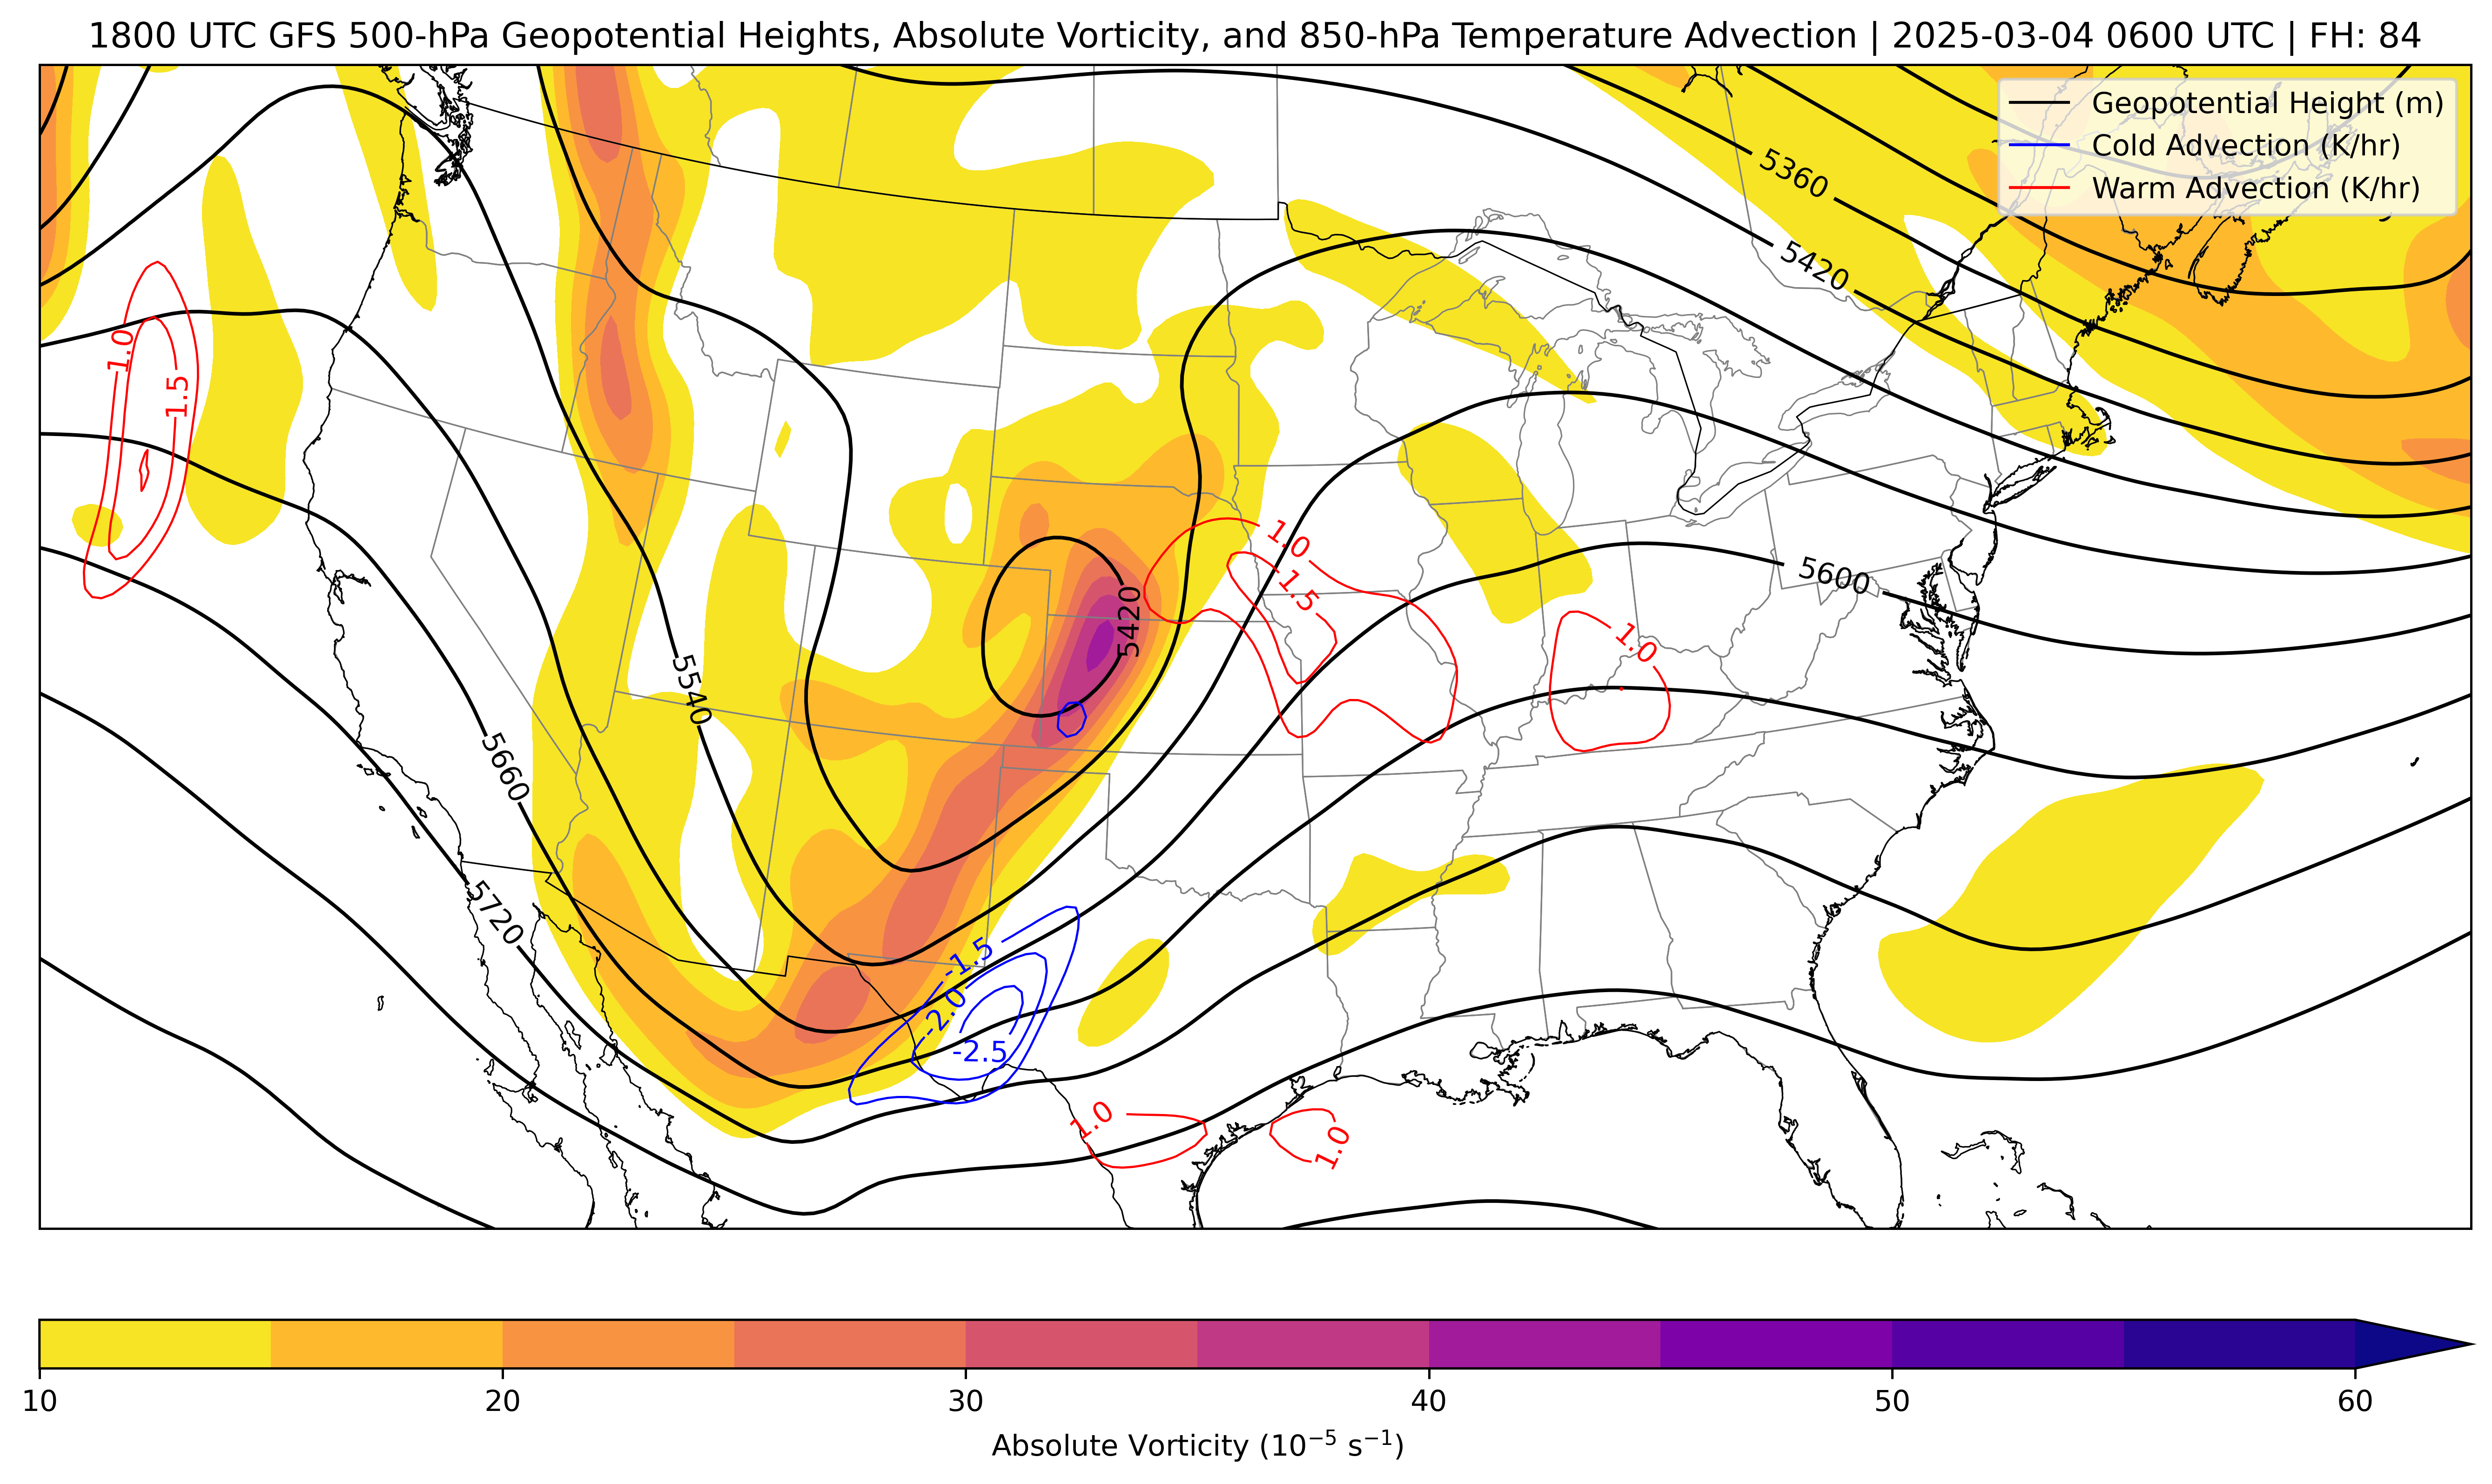 1800 UTC GFS 500-hPa Geopotential Heights, Absolute Vorticity, and 850-hPa Temperature Advection | 2025-03-04 0600 UTC | FH: 84
Geopotential Height (m)
Cold Advection (K/hr)
Warm Advection (K/hr)
5360
5420
1.0
1.5
1.0
1.5
5600
5420
1.0
5540
5660
5720
-1.5
-2.0
-2.5
1.0
1.0
10 20 30 40 50 60
Absolute Vorticity (10⁻⁵ s⁻¹)